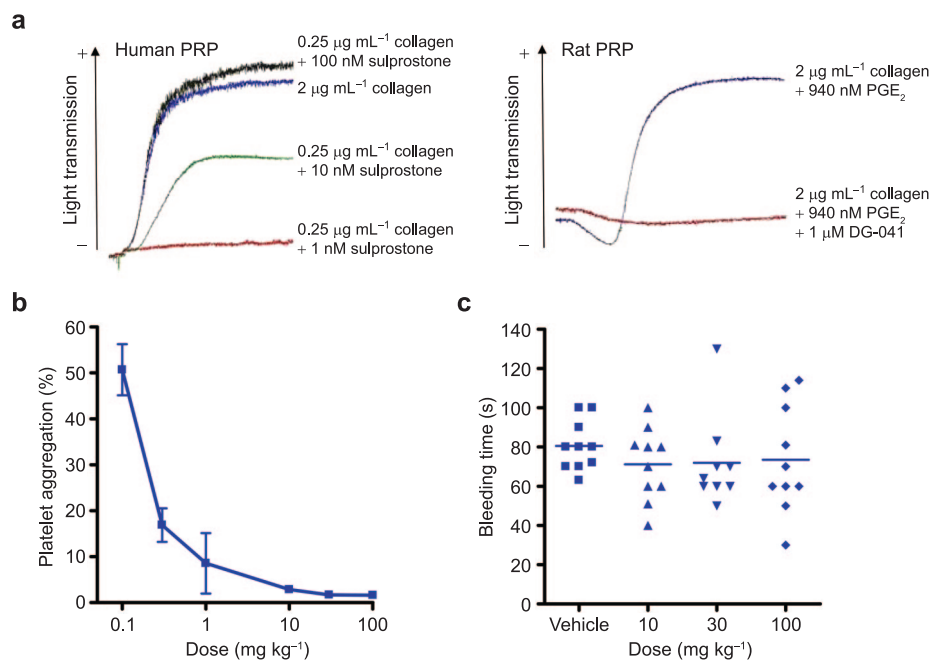 a
+
Human PRP
Light transmission
−
0.25 μg mL⁻¹ collagen
+ 100 nM sulprostone
2 μg mL⁻¹ collagen
0.25 μg mL⁻¹ collagen
+ 10 nM sulprostone
0.25 μg mL⁻¹ collagen
+ 1 nM sulprostone
+
Rat PRP
Light transmission
−
2 μg mL⁻¹ collagen
+ 940 nM PGE₂
2 μg mL⁻¹ collagen
+ 940 nM PGE₂
+ 1 μM DG-041
b
Platelet aggregation (%)
60
50
40
30
20
10
0
0.1
1
10
100
Dose (mg kg⁻¹)
c
Bleeding time (s)
140
120
100
80
60
40
20
0
Vehicle
10
30
100
Dose (mg kg⁻¹)